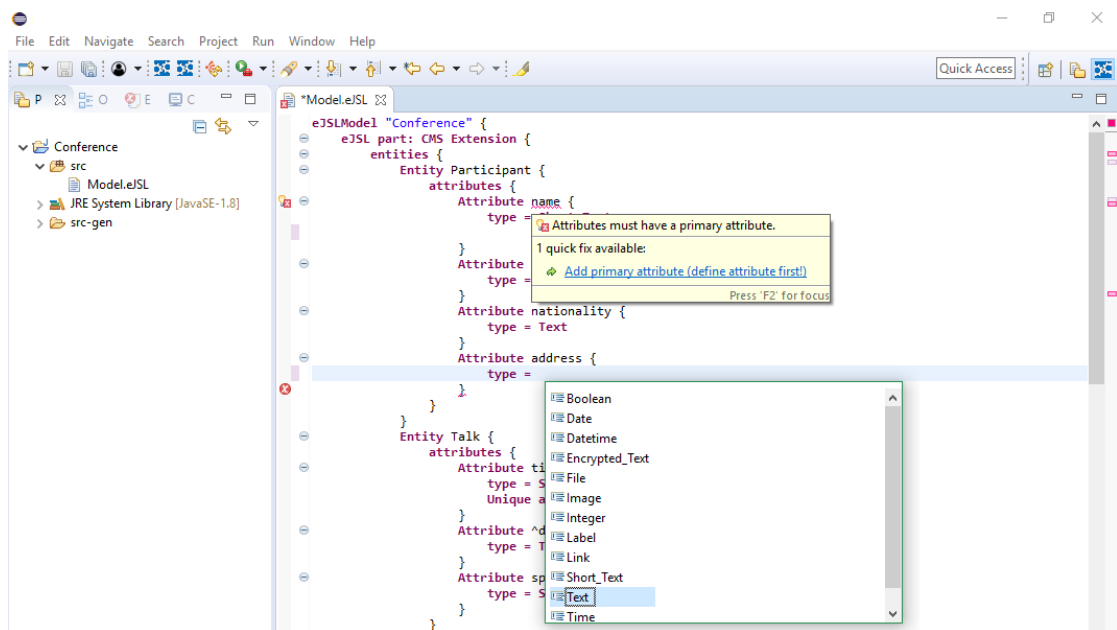 File Edit Navigate Search Project Run Window Help
Quick Access
P E O E C
*Model.eJSL
Conference
src
Model.eJSL
JRE System Library [JavaSE-1.8]
src-gen
eJSLModel "Conference" {
eJSL part: CMS Extension {
entities {
Entity Participant {
attributes {
Attribute name {
type =
}
Attribute
type =
}
Attribute nationality {
type = Text
}
Attribute address {
type =
}
}
}
Entity Talk {
attributes {
Attribute ti
type = S
Unique a
}
Attribute ^d
type = T
}
Attribute sp
type = S
}
}
Attributes must have a primary attribute.
1 quick fix available:
Add primary attribute (define attribute first!)
Press 'F2' for focus
Boolean
Date
Datetime
Encrypted_Text
File
Image
Integer
Label
Link
Short_Text
Text
Time